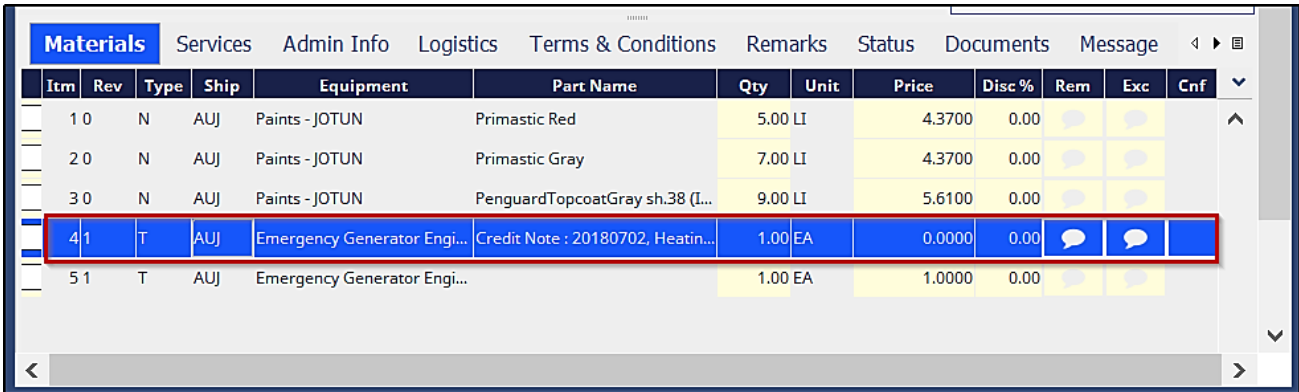 Materials Services Admin Info Logistics Terms & Conditions Remarks Status Documents Message
Itm Rev Type Ship Equipment Part Name Qty Unit Price Disc % Rem Exc Cnf
1 0 N AUJ Paints - JOTUN Primastic Red 5.00 LI 4.3700 0.00
2 0 N AUJ Paints - JOTUN Primastic Gray 7.00 LI 4.3700 0.00
3 0 N AUJ Paints - JOTUN PenguardTopcoatGray sh.38 (I... 9.00 LI 5.6100 0.00
4 1 T AUJ Emergency Generator Engi... Credit Note : 20180702, Heatin... 1.00 EA 0.0000 0.00
5 1 T AUJ Emergency Generator Engi... 1.00 EA 1.0000 0.00